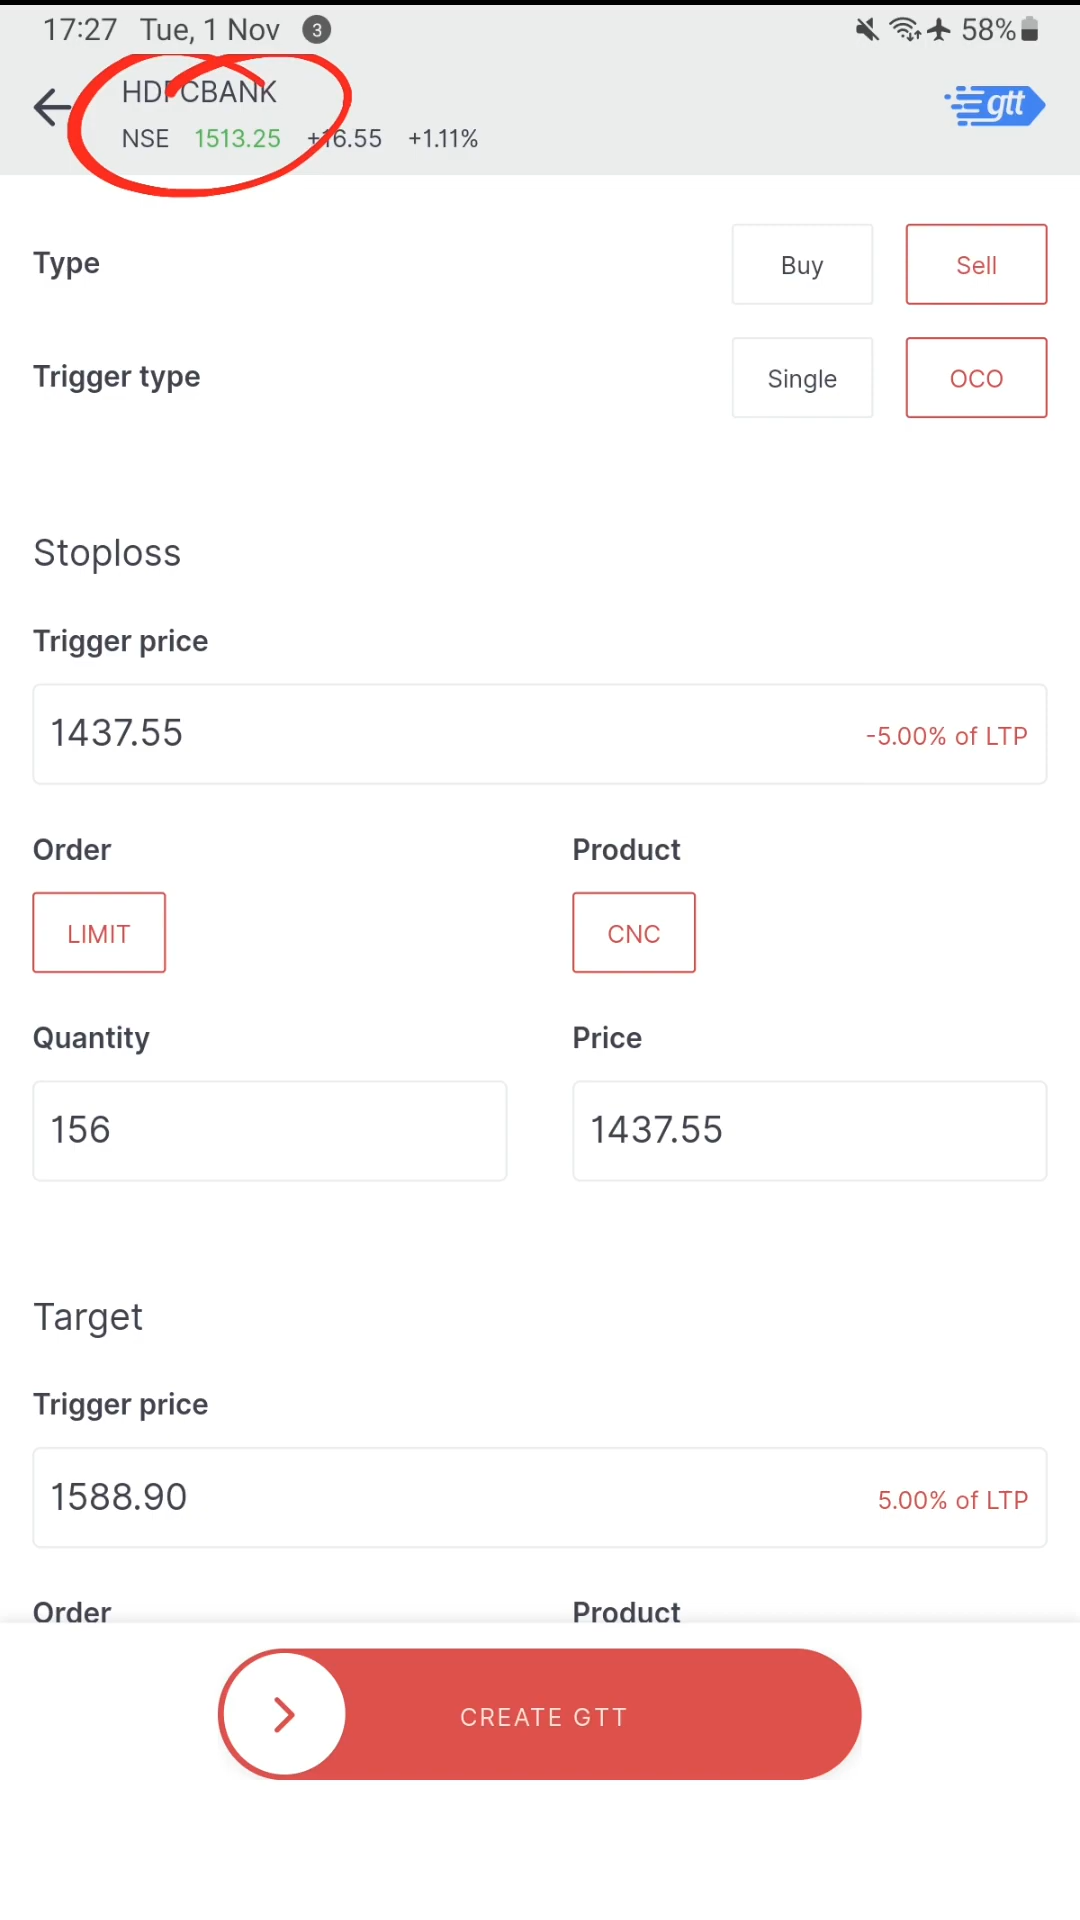 17:27 Tue, 1 Nov 3 58%
HDFCBANK
gtt
NSE 1513.25 +16.55 +1.11%
Type Buy Sell
Trigger type Single OCO
Stoploss
Trigger price
1437.55 -5.00% of LTP
Order Product
LIMIT CNC
Quantity Price
156 1437.55
Target
Trigger price
1588.90 5.00% of LTP
Order Product
CREATE GTT